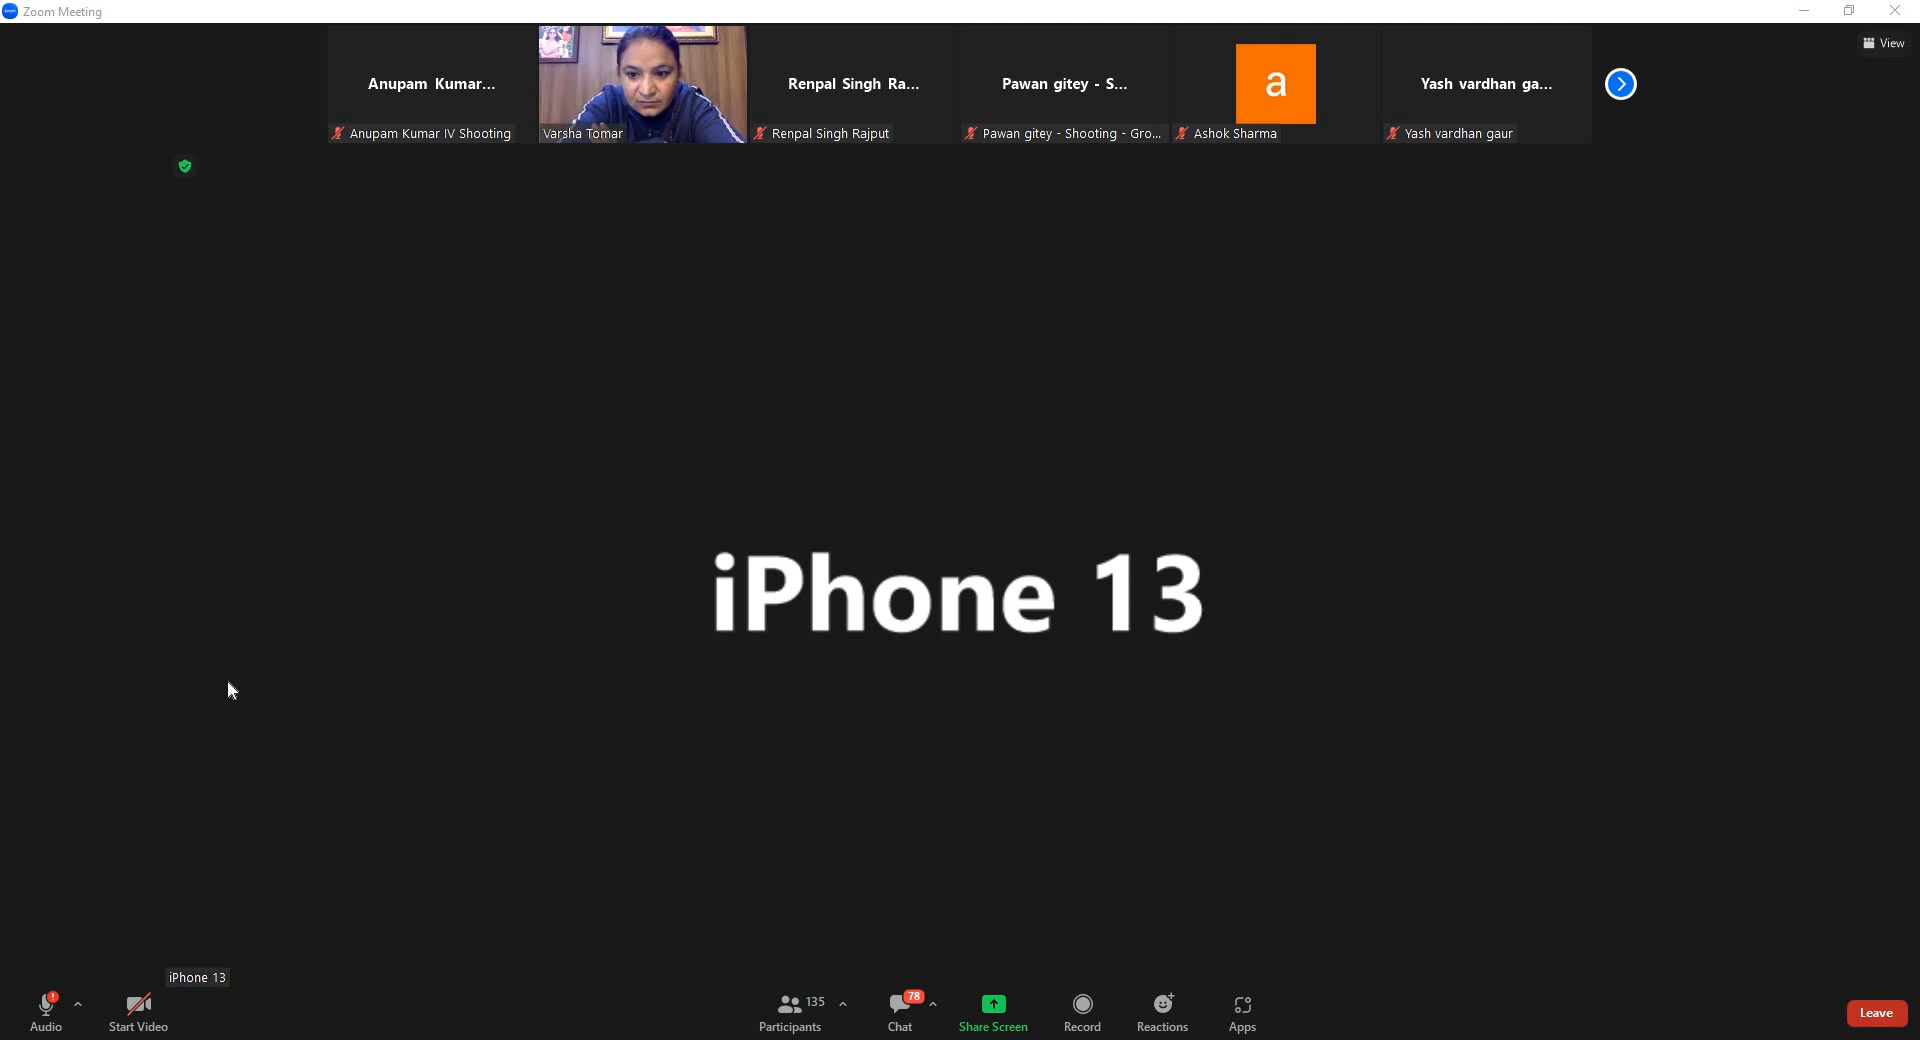 Zoom Meeting
View
Anupam Kumar...
Renpal Singh Ra...
Pawan gitey - S...
a
Yash vardhan ga...
Anupam Kumar IV Shooting
Varsha Tomar
Renpal Singh Rajput
Pawan gitey - Shooting - Gro...
Ashok Sharma
Yash vardhan gaur
iPhone 13
iPhone 13
135
78
Audio
Start Video
Participants
Chat
Share Screen
Record
Reactions
Apps
Leave